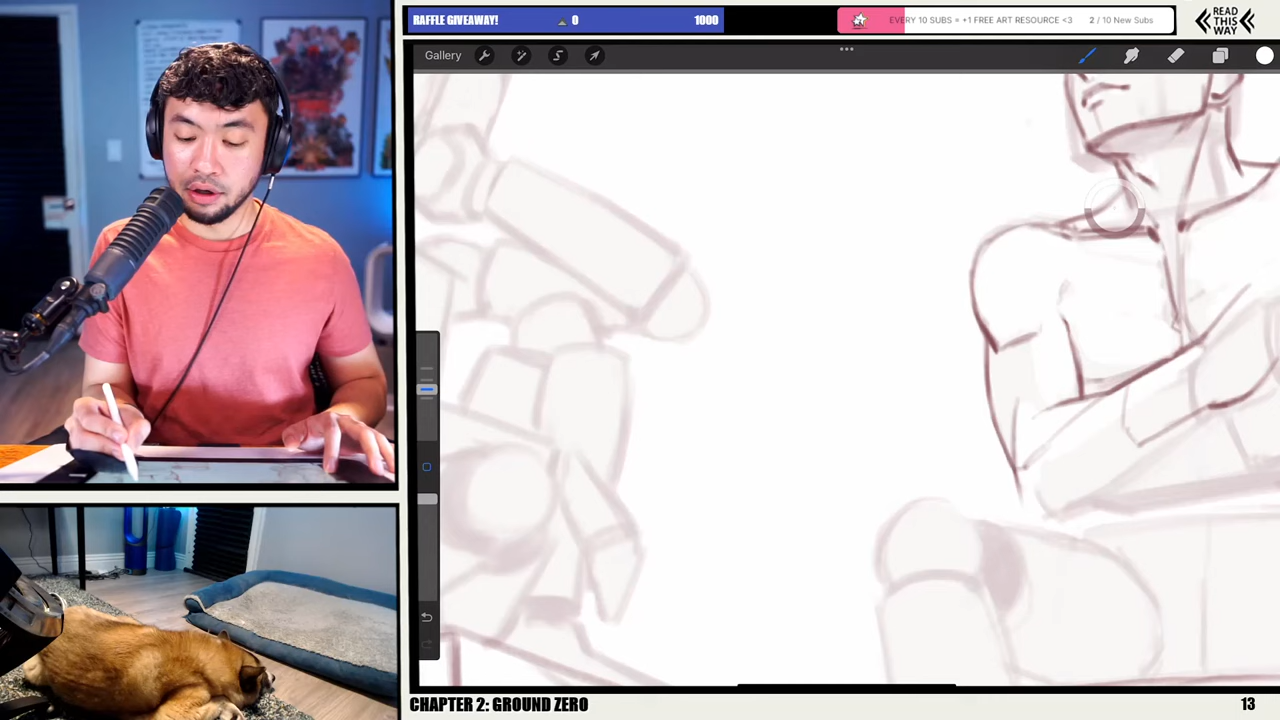 RAFFLE GIVEAWAY!
0
1000
EVERY 10 SUBS = +1 FREE ART RESOURCE <3
2 / 10 New Subs
READ
THIS
WAY
Gallery
CHAPTER 2: GROUND ZERO
13